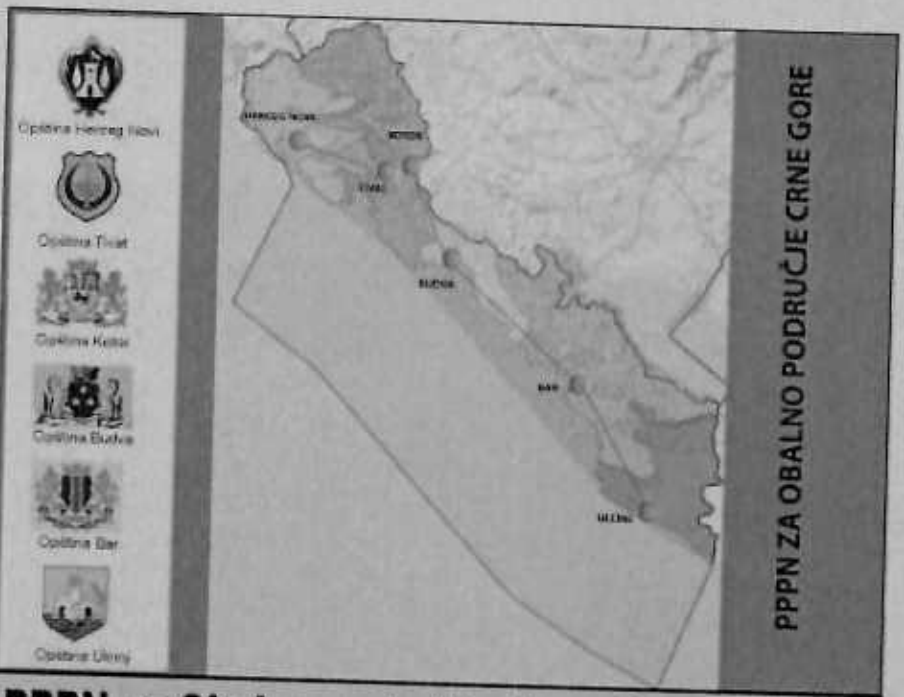 Opština Herceg Novi
Opština Tivat
Opština Kotor
Opština Budva
Opština Bar
Opština Ulcinj
HERCEG NOVI
KOTOR
TIVAT
BUDVA
BAR
ULCINJ
PPPN ZA OBALNO PODRUČJE CRNE GORE